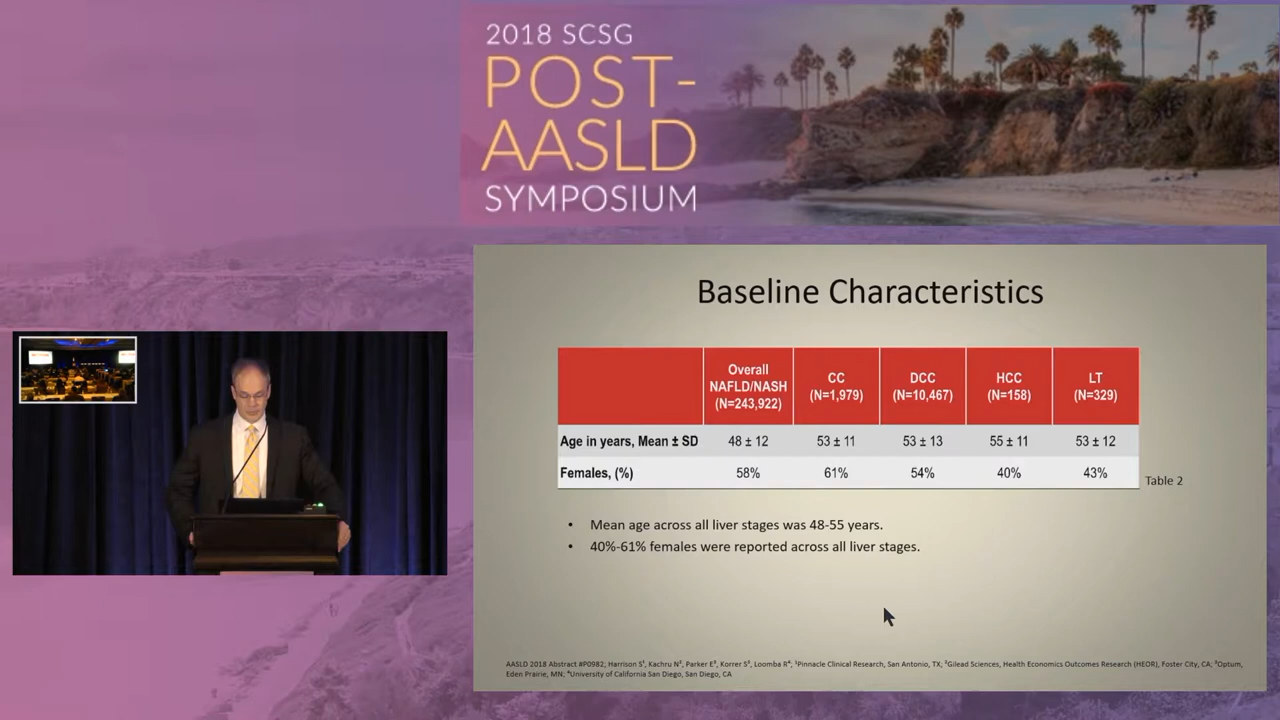 2018 SCSG
POST-
AASLD
SYMPOSIUM
Baseline Characteristics
Overall NAFLD/NASH (N=243,922) CC (N=1,979) DCC (N=10,467) HCC (N=158) LT (N=329)
Age in years, Mean ± SD 48 ± 12 53 ± 11 53 ± 13 55 ± 11 53 ± 12
Females, (%) 58% 61% 54% 40% 43%
Table 2
• Mean age across all liver stages was 48-55 years.
• 40%-61% females were reported across all liver stages.
AASLD 2018 Abstract #P0982; Harrison S¹, Kachru N², Parker E³, Korrer S³, Loomba R⁴; ¹Pinnacle Clinical Research, San Antonio, TX; ²Gilead Sciences, Health Economics Outcomes Research (HEOR), Foster City, CA; ³Optum,
Eden Prairie, MN; ⁴University of California San Diego, San Diego, CA